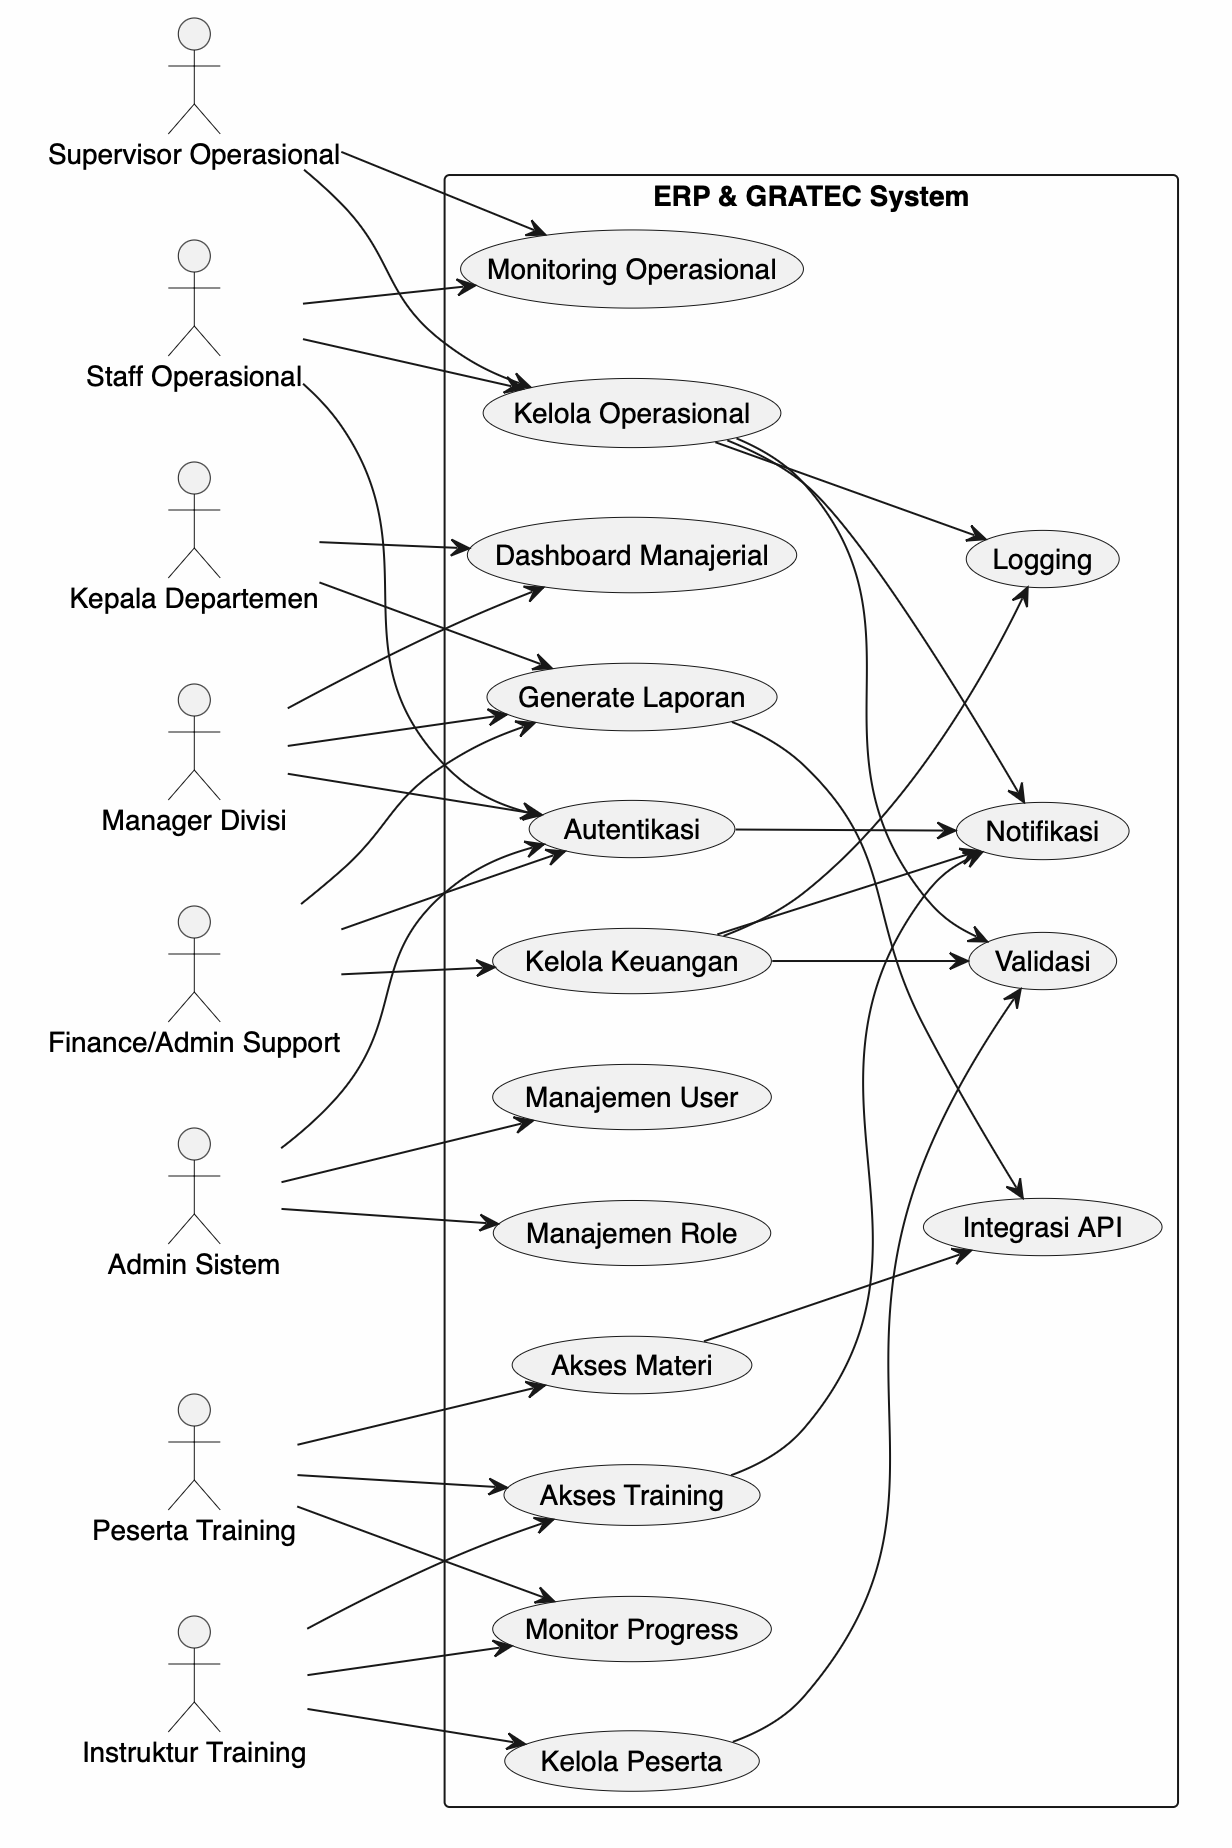 Supervisor Operasional
ERP & GRATEC System
Monitoring Operasional
Staff Operasional
Kelola Operasional
Dashboard Manajerial
Logging
Kepala Departemen
Generate Laporan
Manager Divisi
Autentikasi
Notifikasi
Kelola Keuangan
Validasi
Finance/Admin Support
Manajemen User
Manajemen Role
Integrasi API
Admin Sistem
Akses Materi
Akses Training
Peserta Training
Monitor Progress
Instruktur Training
Kelola Peserta